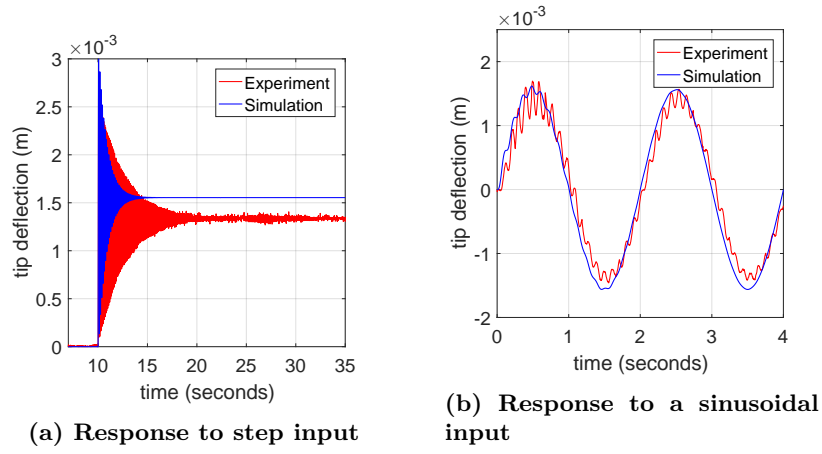 ×10⁻³
3
2.5
2
1.5
1
0.5
0
tip deflection (m)
10 15 20 25 30 35
time (seconds)
Experiment
Simulation
(a) Response to step input
×10⁻³
2
1
0
-1
-2
tip deflection (m)
0 1 2 3 4
time (seconds)
Experiment
Simulation
(b) Response to a sinusoidal
input